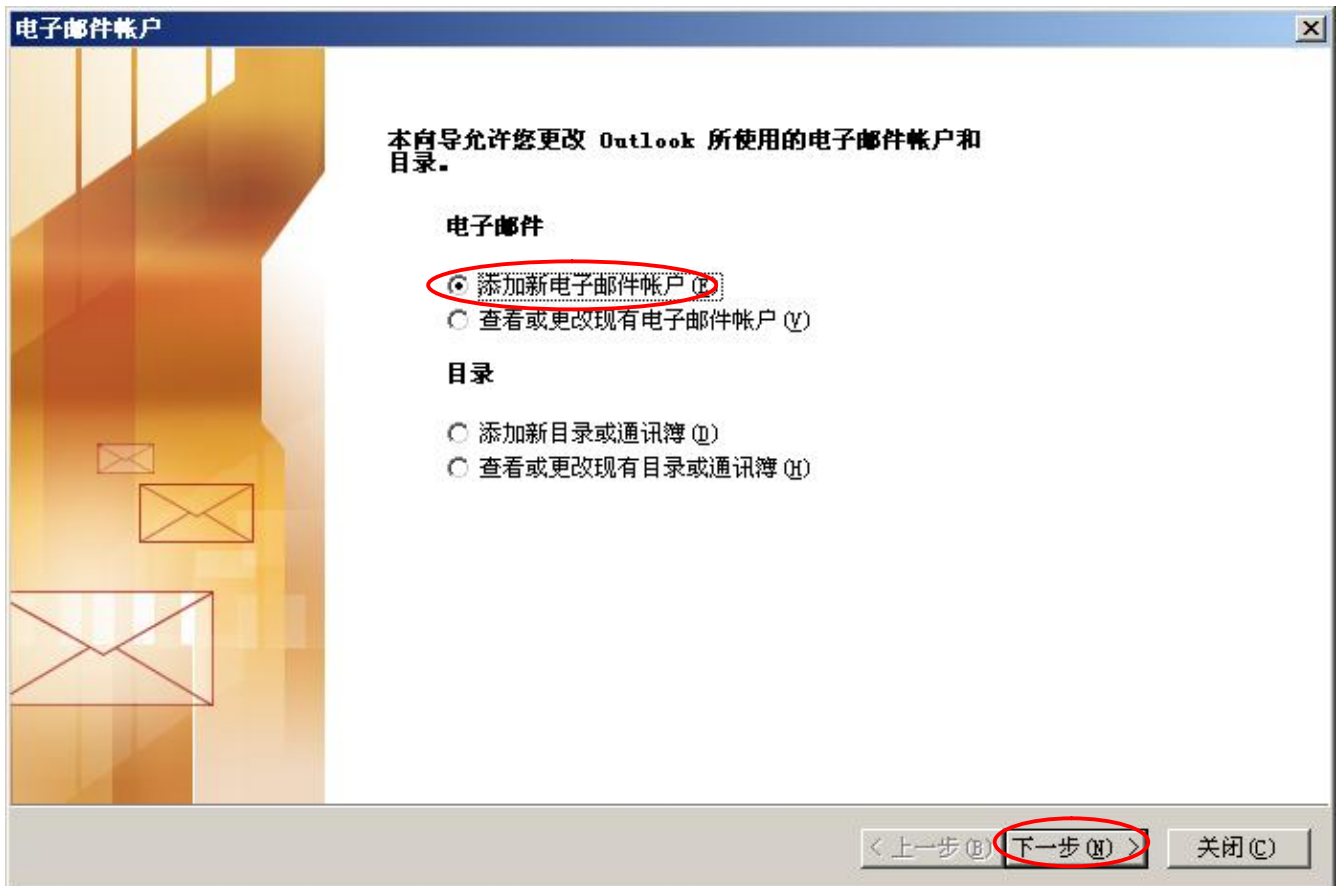 电子邮件帐户
本向导允许您更改 Outlook 所使用的电子邮件帐户和
目录。
电子邮件
添加新电子邮件帐户(E)
查看或更改现有电子邮件帐户(V)
目录
添加新目录或通讯簿(D)
查看或更改现有目录或通讯簿(H)
< 上一步(B) 下一步(N) > 关闭(C)